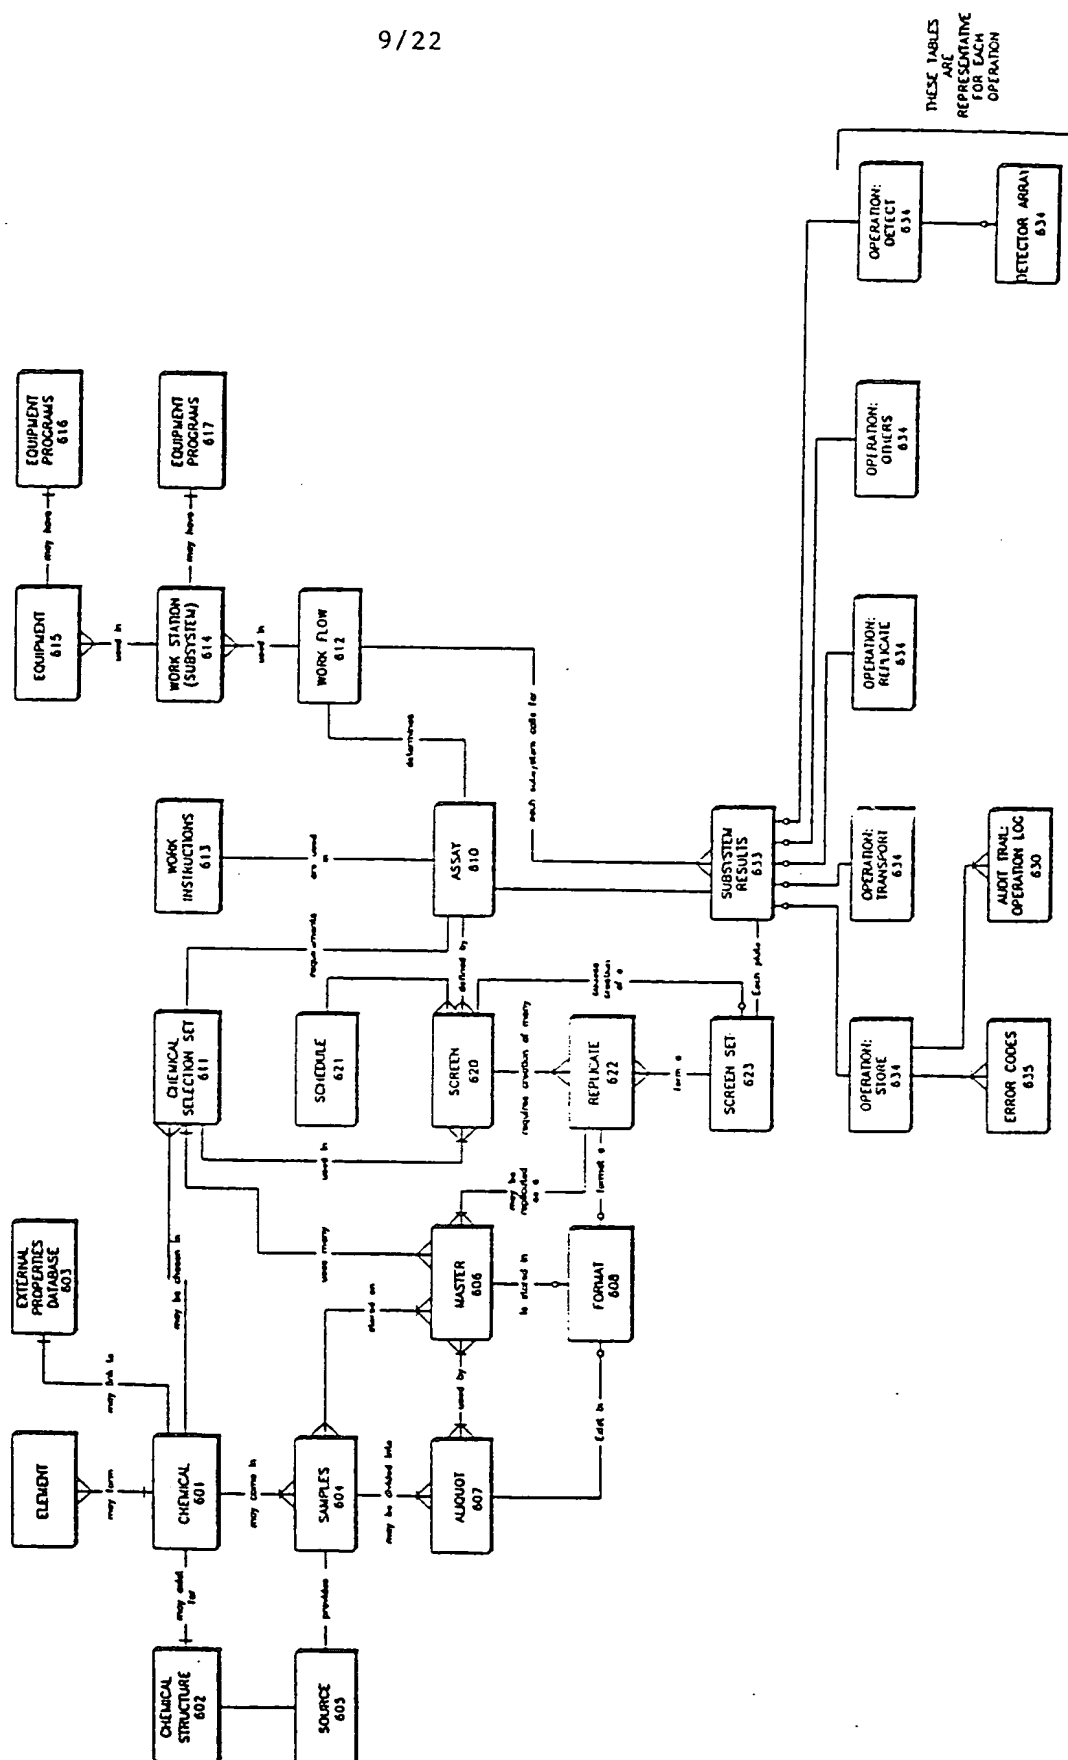 9/22
THESE TABLES
ARE
REPRESENTATIVE
FOR EACH
OPERATION
EQUIPMENT
PROGRAMS
616
EQUIPMENT
PROGRAMS
617
may have
may have
EQUIPMENT
615
used in
WORK STATION
(SUBSYSTEM)
614
used in
WORK FLOW
612
determines
each subsystem calls for
WORK
INSTRUCTIONS
613
are used
in
ASSAY
610
requirements
defined by
CHEMICAL
SELECTION SET
611
SCHEDULE
621
SCREEN
620
requires creation of many
causes
creation
of a
REPLICATE
622
form a
SCREEN SET
623
Each plate
SUBSYSTEM
RESULTS
633
OPERATION:
DETECT
634
DETECTOR ARRAY
634
OPERATION:
OTHERS
634
OPERATION:
REPLICATE
634
OPERATION:
TRANSPORT
634
OPERATION:
STORE
634
AUDIT TRAIL:
OPERATION LOG
630
ERROR CODES
635
EXTERNAL
PROPERTIES
DATABASE
603
may link to
may be chosen in
used in
uses many
may be
replicated
as a
format a
MASTER
606
is stored in
FORMAT
608
stored on
used by
Exist in
ELEMENT
may form
CHEMICAL
601
may come in
SAMPLES
604
may be divided into
ALIQUOT
607
may exist
for
CHEMICAL
STRUCTURE
602
provides
SOURCE
605